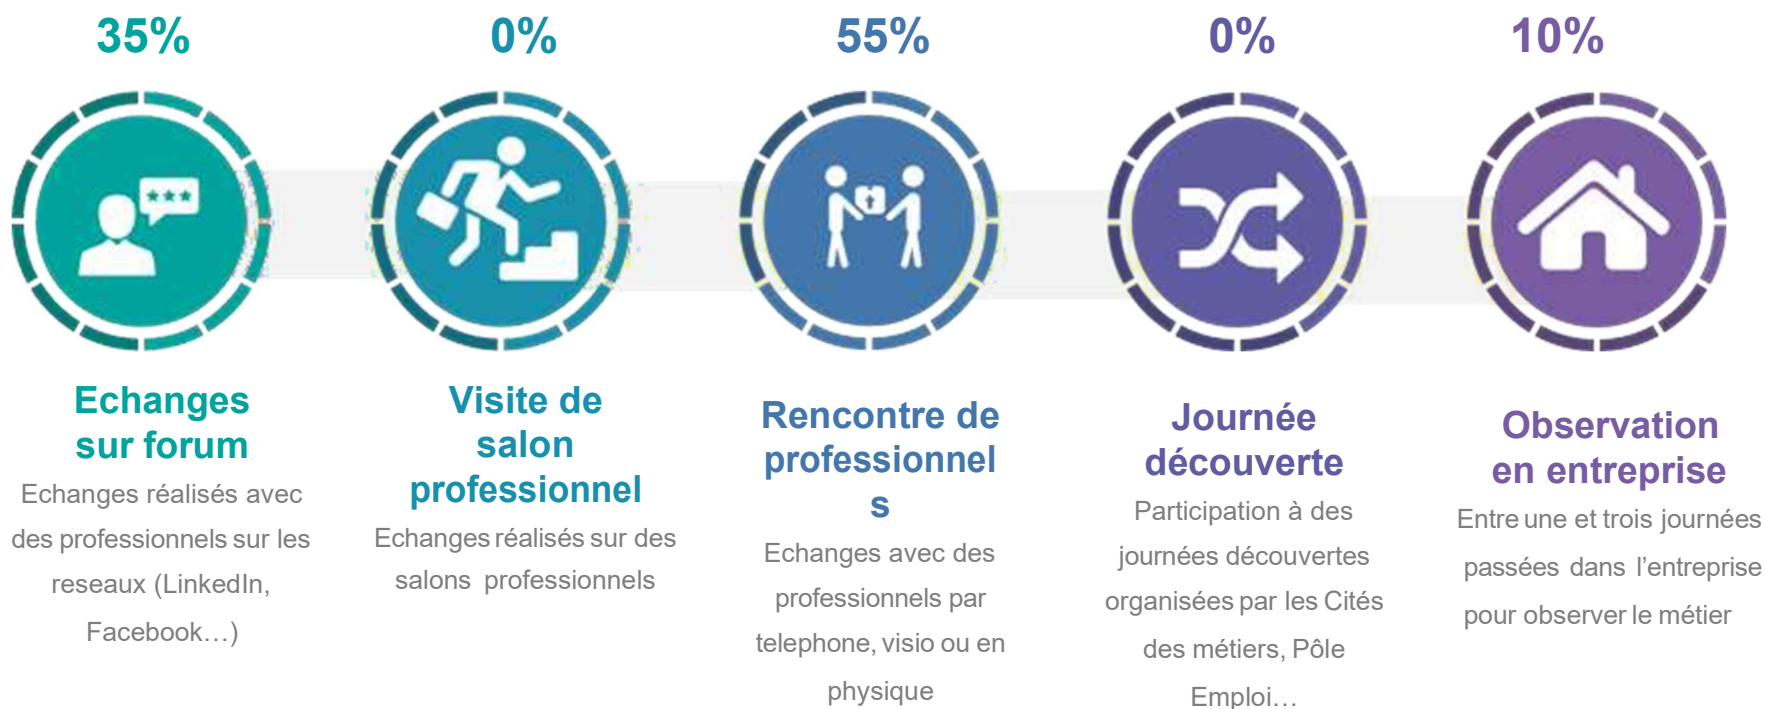 35%
0%
55%
0%
10%
Echanges
sur forum
Echanges réalisés avec
des professionnels sur les
reseaux (LinkedIn,
Facebook…)
Visite de
salon
professionnel
Echanges réalisés sur des
salons professionnels
Rencontre de
professionnel
s
Echanges avec des
professionnels par
telephone, visio ou en
physique
Journée
découverte
Participation à des
journées découvertes
organisées par les Cités
des métiers, Pôle
Emploi…
Observation
en entreprise
Entre une et trois journées
passées dans l’entreprise
pour observer le métier